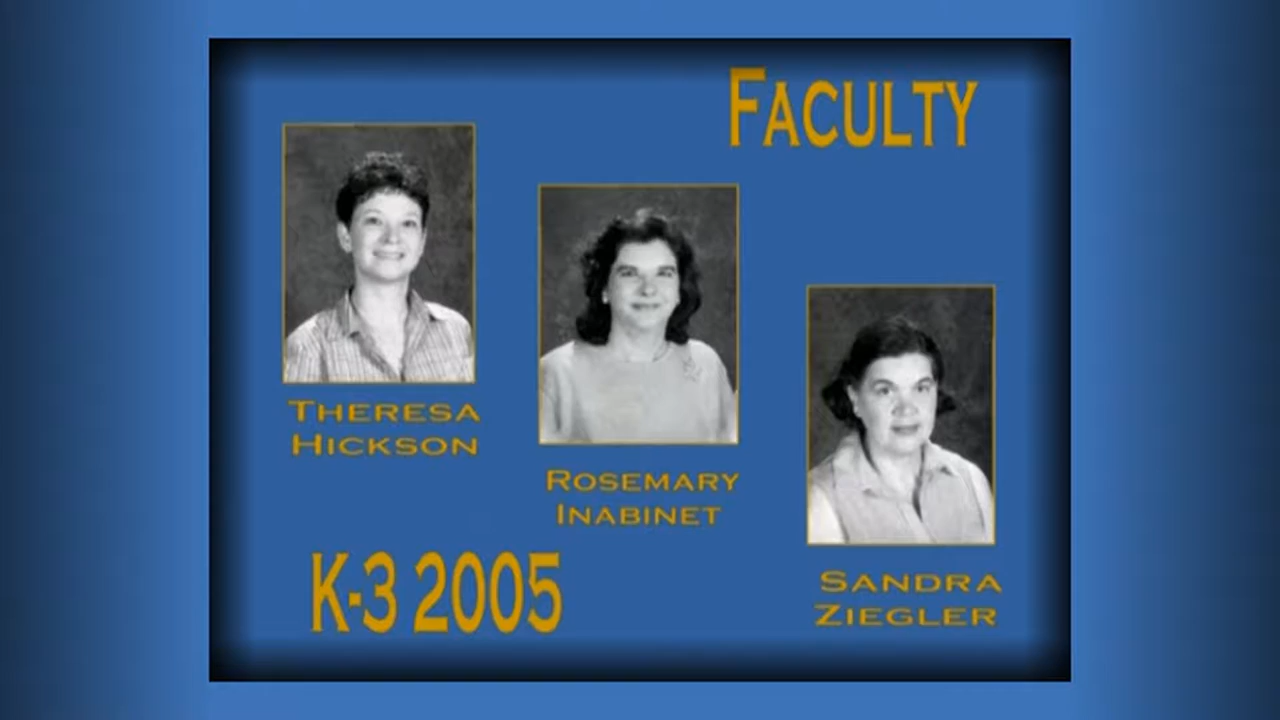 FACULTY
THERESA
HICKSON
ROSEMARY
INABINET
SANDRA
ZIEGLER
K-3 2005